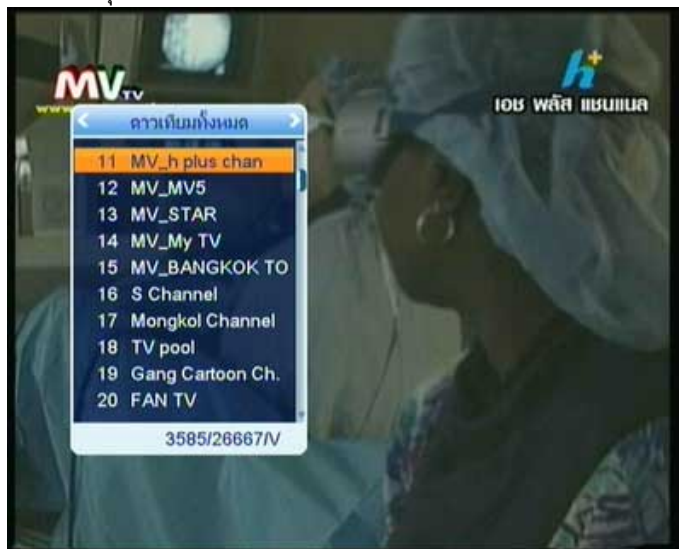 MVTV
www.
h+
เอช พลัส แชนแนล
< ดาวเทียมทั้งหมด >
11 MV_h plus chan
12 MV_MV5
13 MV_STAR
14 MV_My TV
15 MV_BANGKOK TO
16 S Channel
17 Mongkol Channel
18 TV pool
19 Gang Cartoon Ch.
20 FAN TV
3585/26667/V